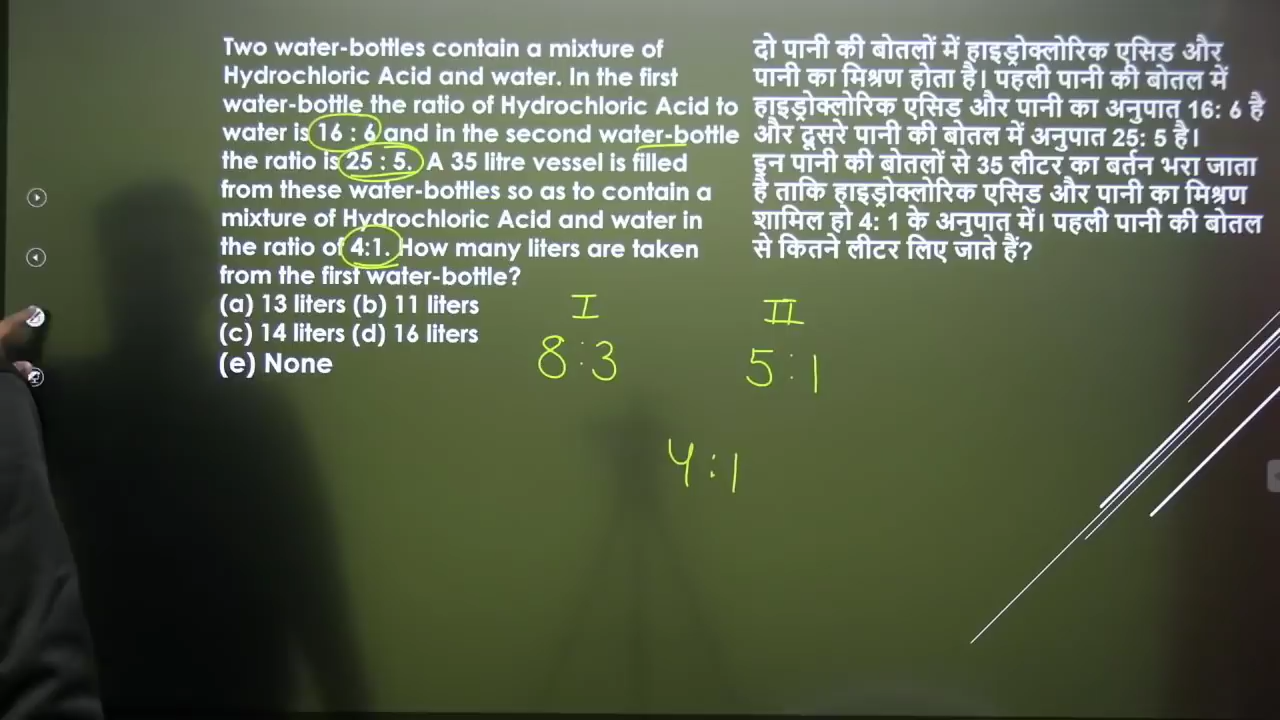 Two water-bottles contain a mixture of
Hydrochloric Acid and water. In the first
water-bottle the ratio of Hydrochloric Acid to
water is 16 : 6 and in the second water-bottle
the ratio is 25 : 5. A 35 litre vessel is filled
from these water-bottles so as to contain a
mixture of Hydrochloric Acid and water in
the ratio of 4:1. How many liters are taken
from the first water-bottle?
(a) 13 liters (b) 11 liters
(c) 14 liters (d) 16 liters
(e) None
दो पानी की बोतलों में हाइड्रोक्लोरिक एसिड और
पानी का मिश्रण होता है। पहली पानी की बोतल में
हाइड्रोक्लोरिक एसिड और पानी का अनुपात 16: 6 है
और दूसरे पानी की बोतल में अनुपात 25: 5 है।
इन पानी की बोतलों से 35 लीटर का बर्तन भरा जाता
है ताकि हाइड्रोक्लोरिक एसिड और पानी का मिश्रण
शामिल हो 4: 1 के अनुपात में। पहली पानी की बोतल
से कितने लीटर लिए जाते हैं?
I II
8:3 5:1
4:1